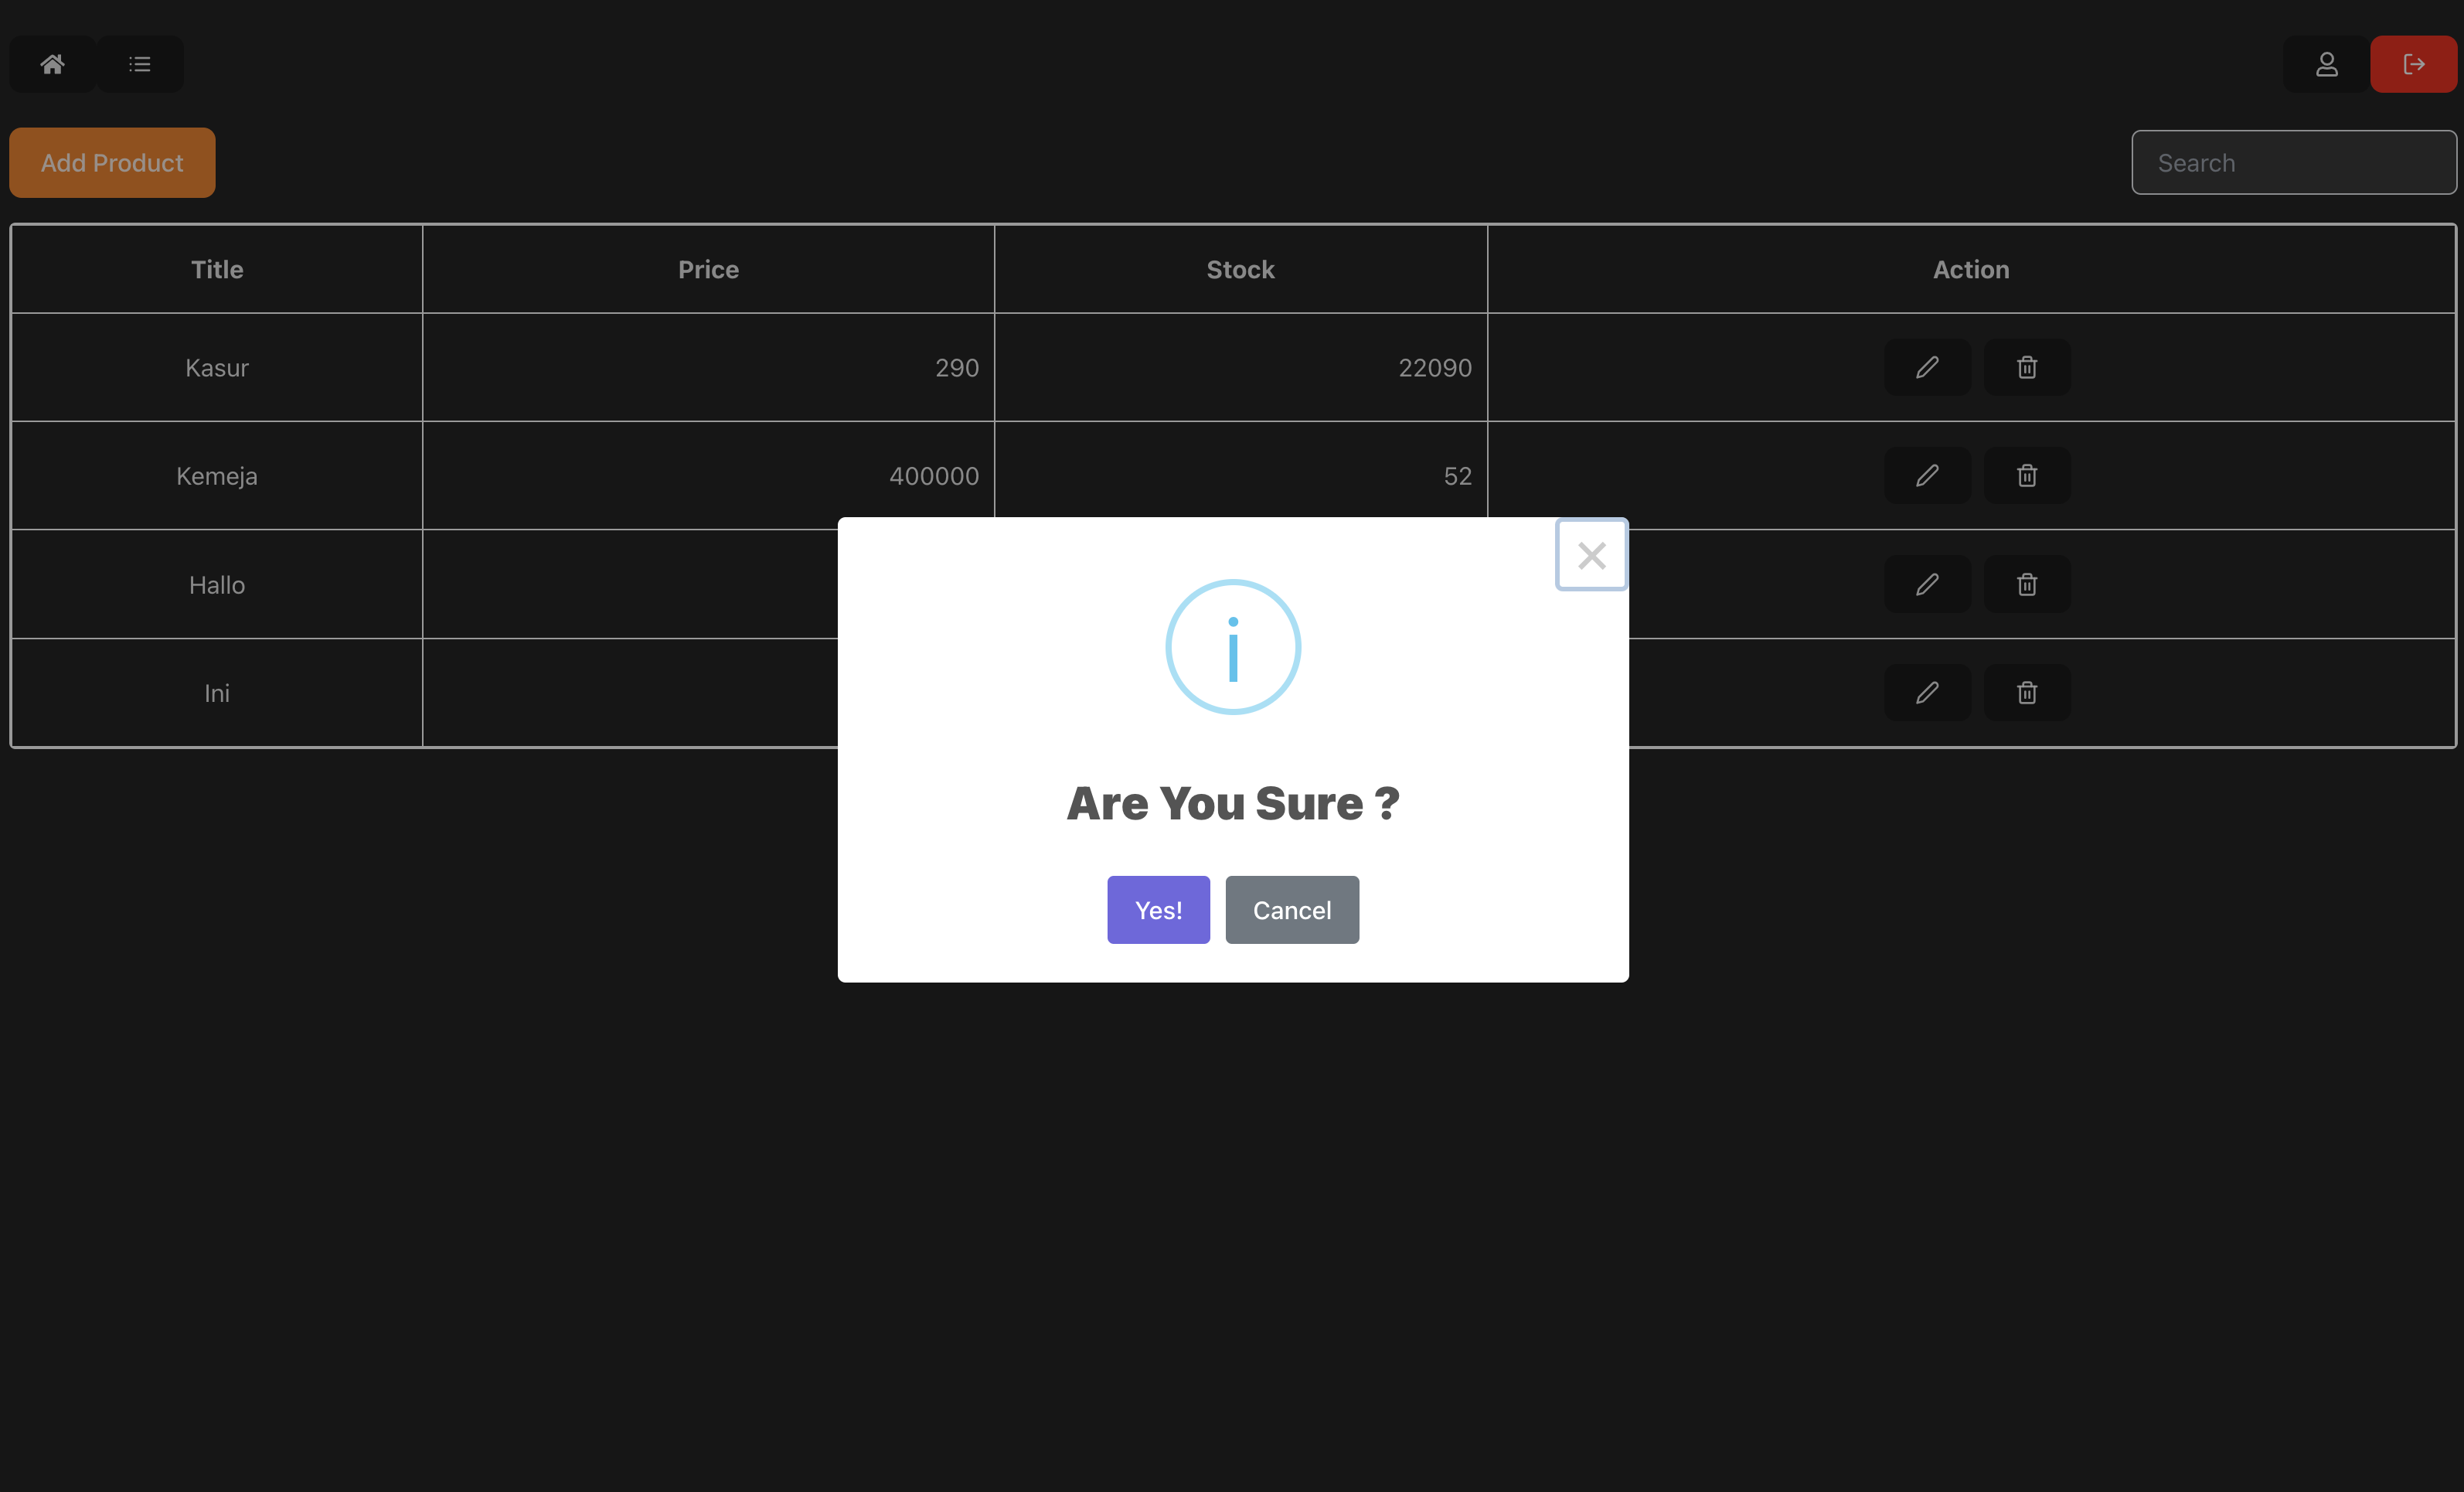 Add Product
Search
Title Price Stock Action
Kasur 290 22090
Kemeja 400000 52
Hallo
Ini
Are You Sure ?
Yes! Cancel